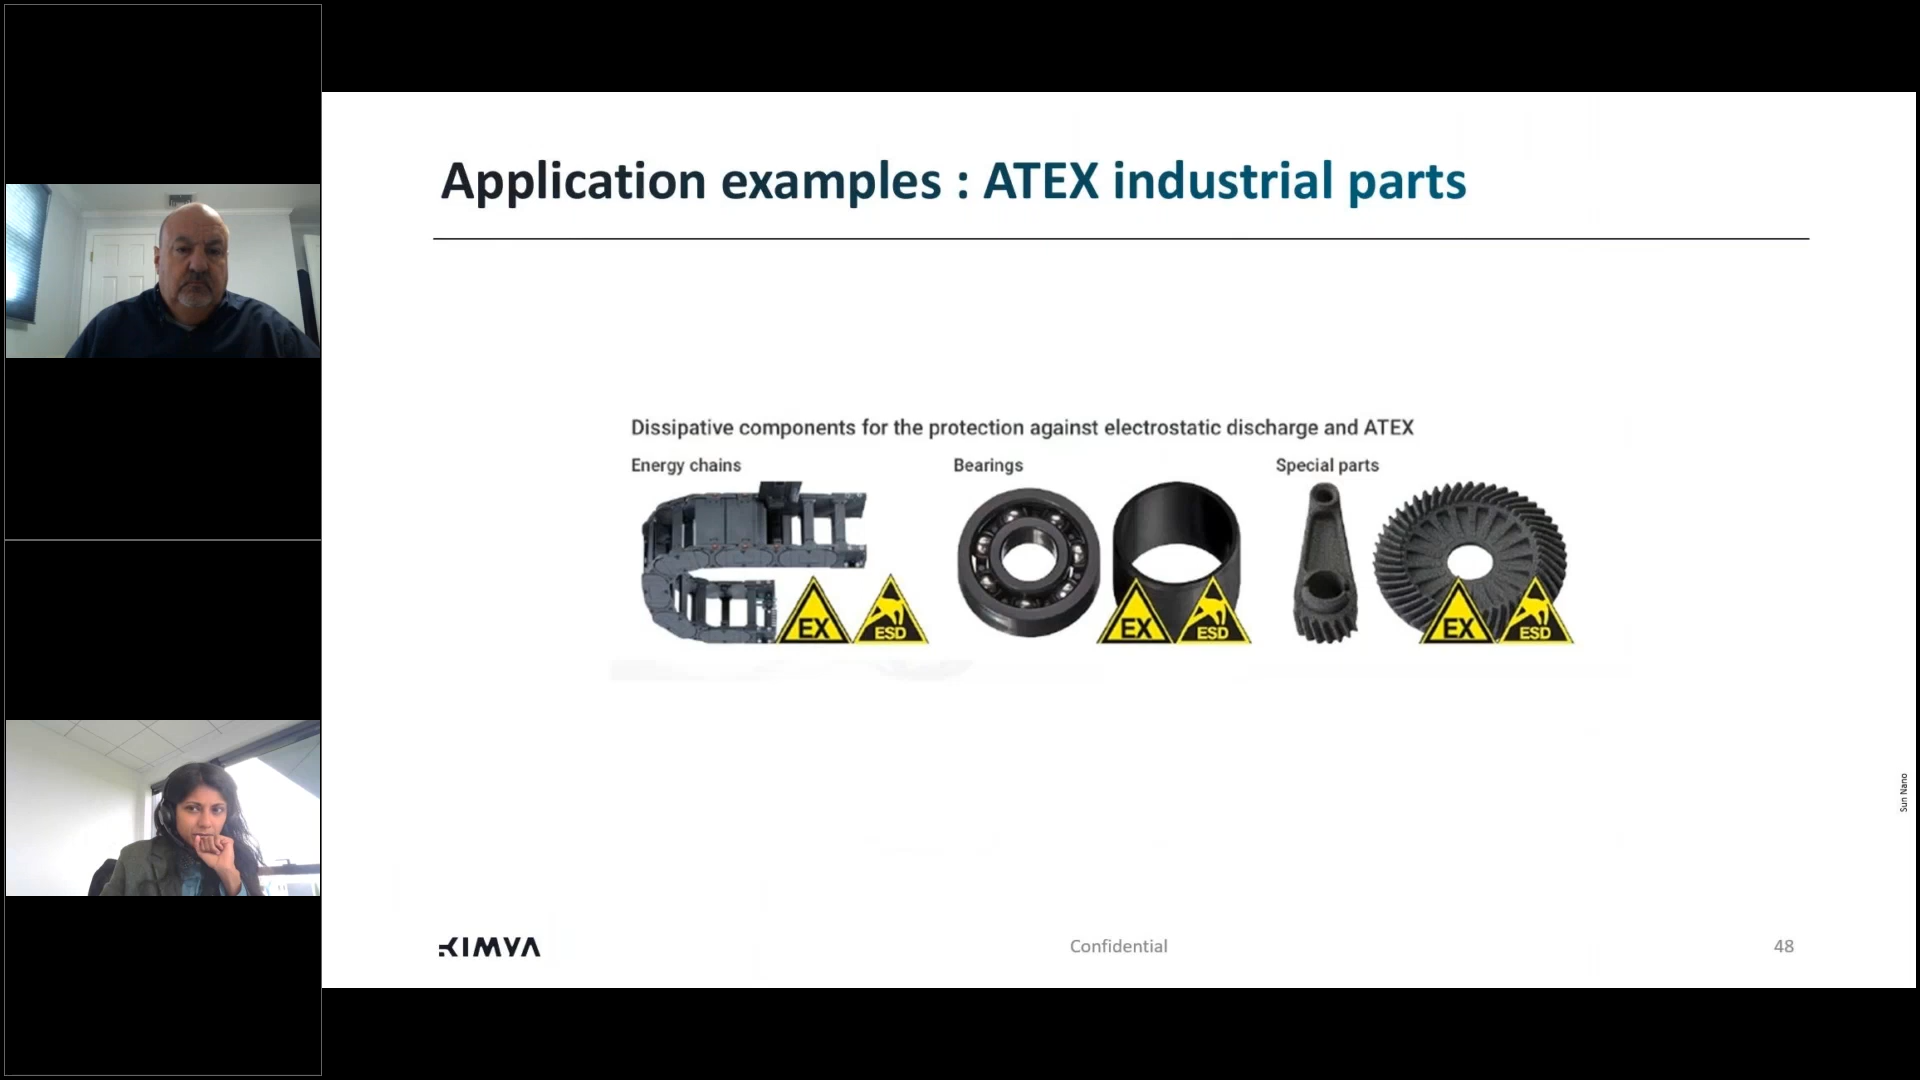 Application examples : ATEX industrial parts
Dissipative components for the protection against electrostatic discharge and ATEX
Energy chains
Bearings
Special parts
EX
ESD
EX
ESD
EX
ESD
Sun Nano
KIMYA
Confidential
48